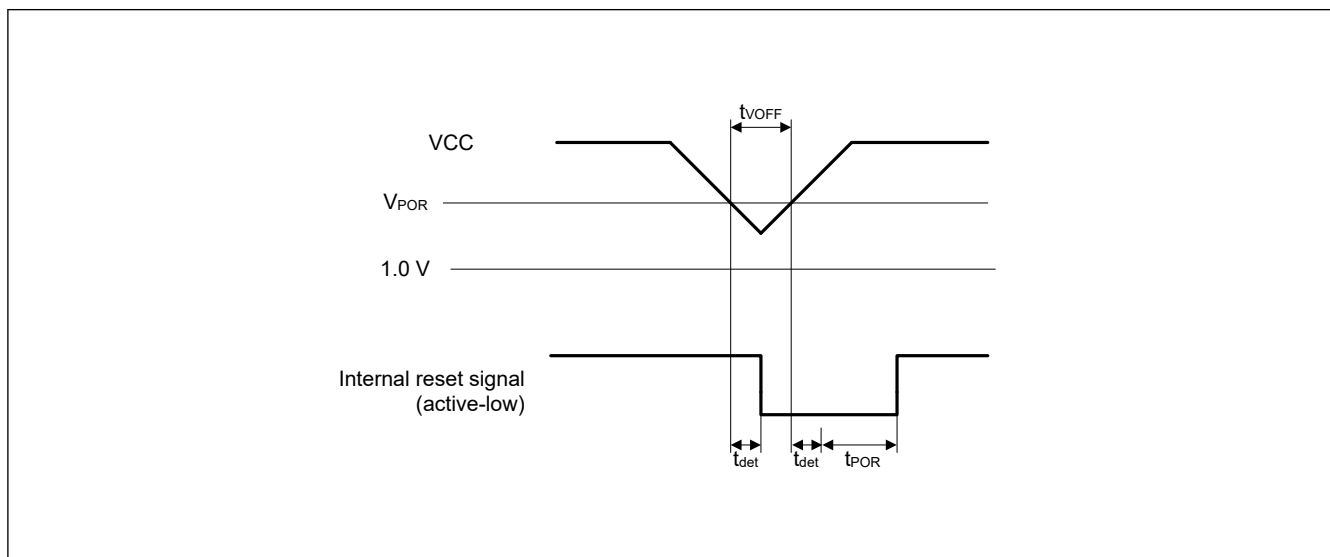 tVOFF
VCC
VPOR
1.0 V
Internal reset signal
(active-low)
tdet
tdet
tPOR